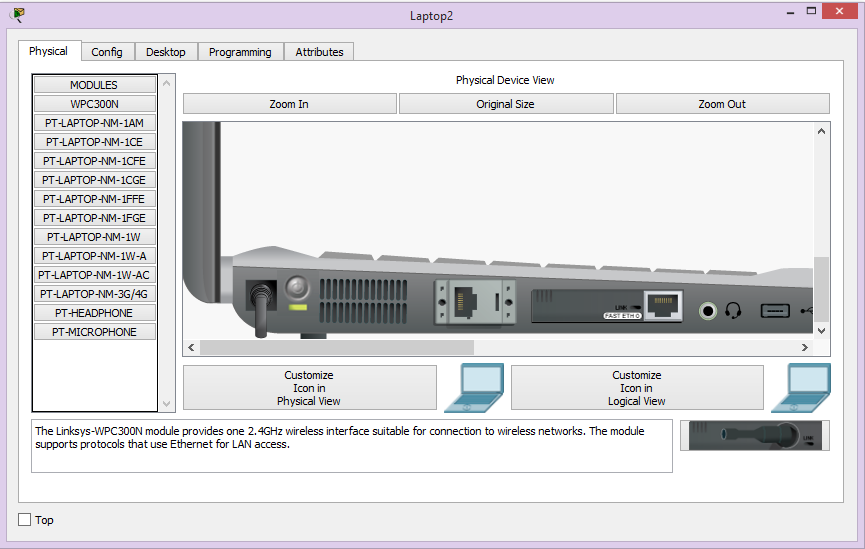 Laptop2
Physical
Config
Desktop
Programming
Attributes
MODULES
WPC300N
PT-LAPTOP-NM-1AM
PT-LAPTOP-NM-1CE
PT-LAPTOP-NM-1CFE
PT-LAPTOP-NM-1CGE
PT-LAPTOP-NM-1FFE
PT-LAPTOP-NM-1FGE
PT-LAPTOP-NM-1W
PT-LAPTOP-NM-1W-A
PT-LAPTOP-NM-1W-AC
PT-LAPTOP-NM-3G/4G
PT-HEADPHONE
PT-MICROPHONE
Physical Device View
Zoom In
Original Size
Zoom Out
LINK
FAST ETH 0
Customize
Icon in
Physical View
Customize
Icon in
Logical View
The Linksys-WPC300N module provides one 2.4GHz wireless interface suitable for connection to wireless networks. The module
supports protocols that use Ethernet for LAN access.
LINK
Top